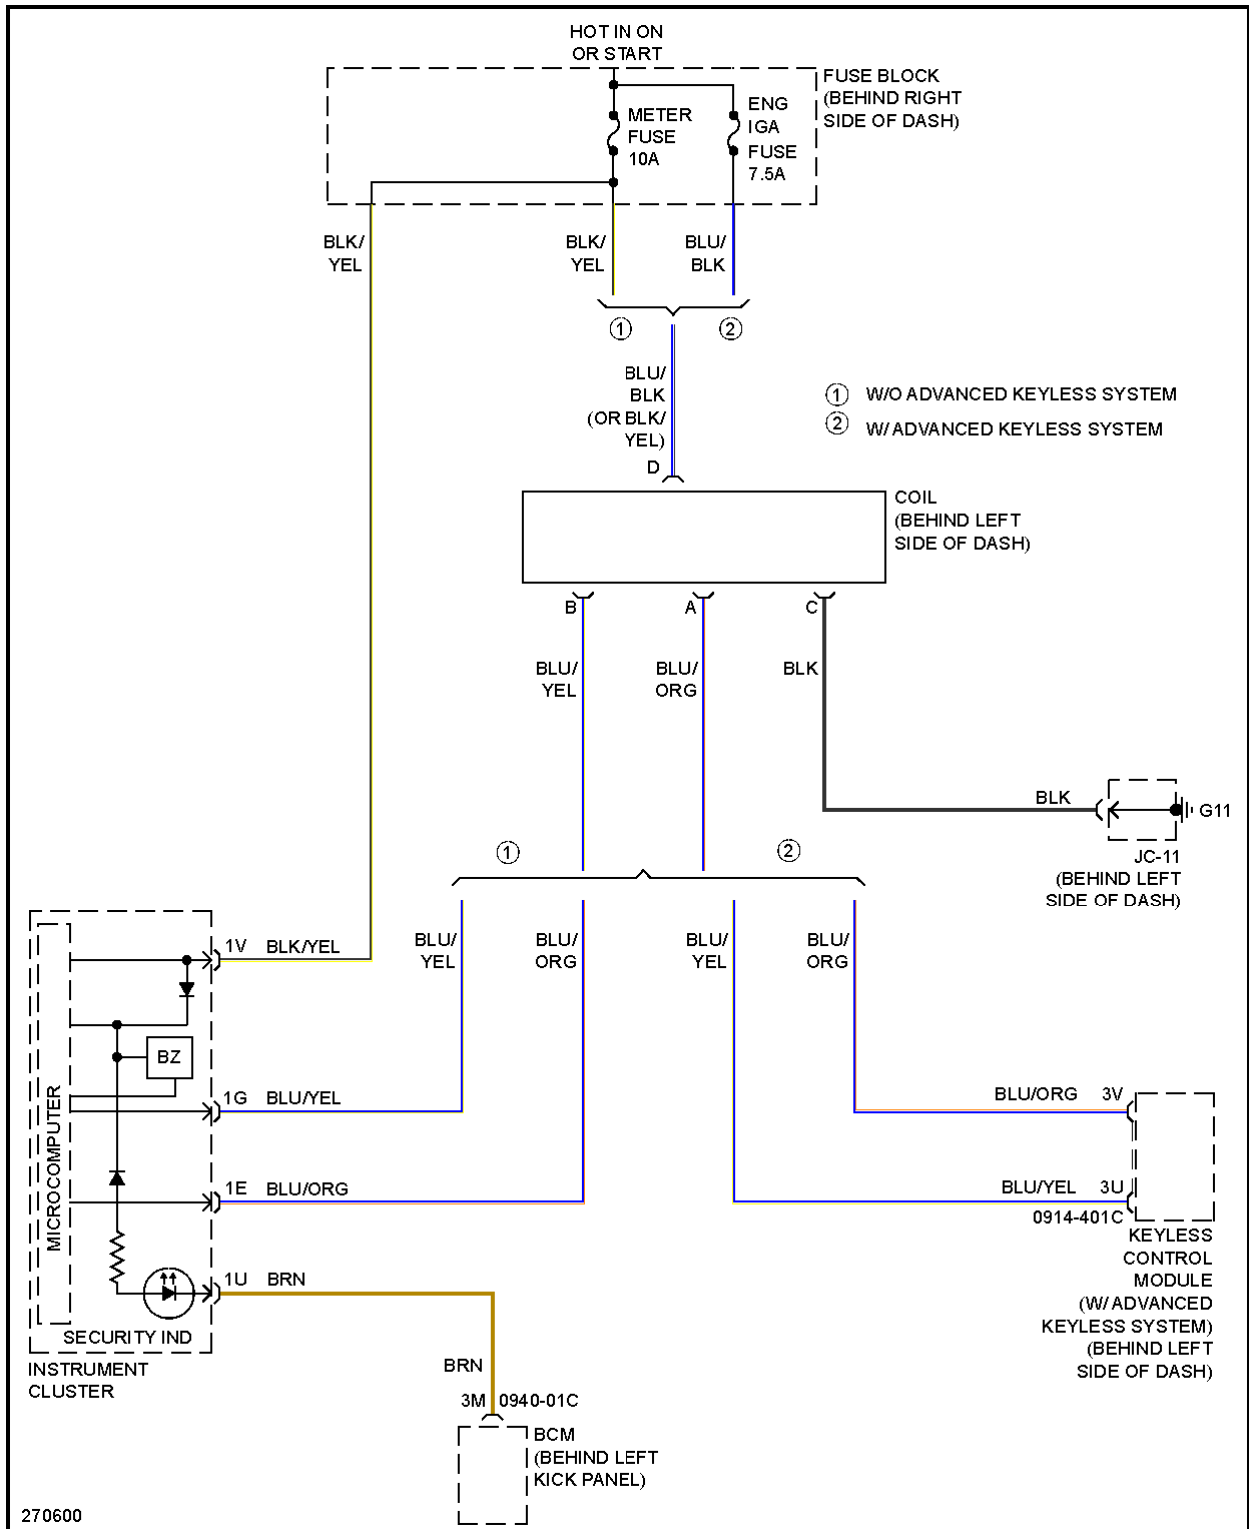 HOT IN ON
OR START
FUSE BLOCK
(BEHIND RIGHT
SIDE OF DASH)
METER
FUSE
10A
ENG
IGA
FUSE
7.5A
BLK/
YEL
BLK/
YEL
BLU/
BLK
1
2
BLU/
BLK
(OR BLK/
YEL)
D
1 W/O ADVANCED KEYLESS SYSTEM
2 W/ ADVANCED KEYLESS SYSTEM
COIL
(BEHIND LEFT
SIDE OF DASH)
B
A
C
BLU/
YEL
BLU/
ORG
BLK
BLK
G11
JC-11
(BEHIND LEFT
SIDE OF DASH)
1
2
BLU/
YEL
BLU/
ORG
BLU/
YEL
BLU/
ORG
1V BLK/YEL
BZ
1G BLU/YEL
MICROCOMPUTER
1E BLU/ORG
1U BRN
SECURITY IND
INSTRUMENT
CLUSTER
BLU/ORG 3V
BLU/YEL 3U
0914-401C
KEYLESS
CONTROL
MODULE
(W/ ADVANCED
KEYLESS SYSTEM)
(BEHIND LEFT
SIDE OF DASH)
BRN
3M 0940-01C
BCM
(BEHIND LEFT
KICK PANEL)
270600